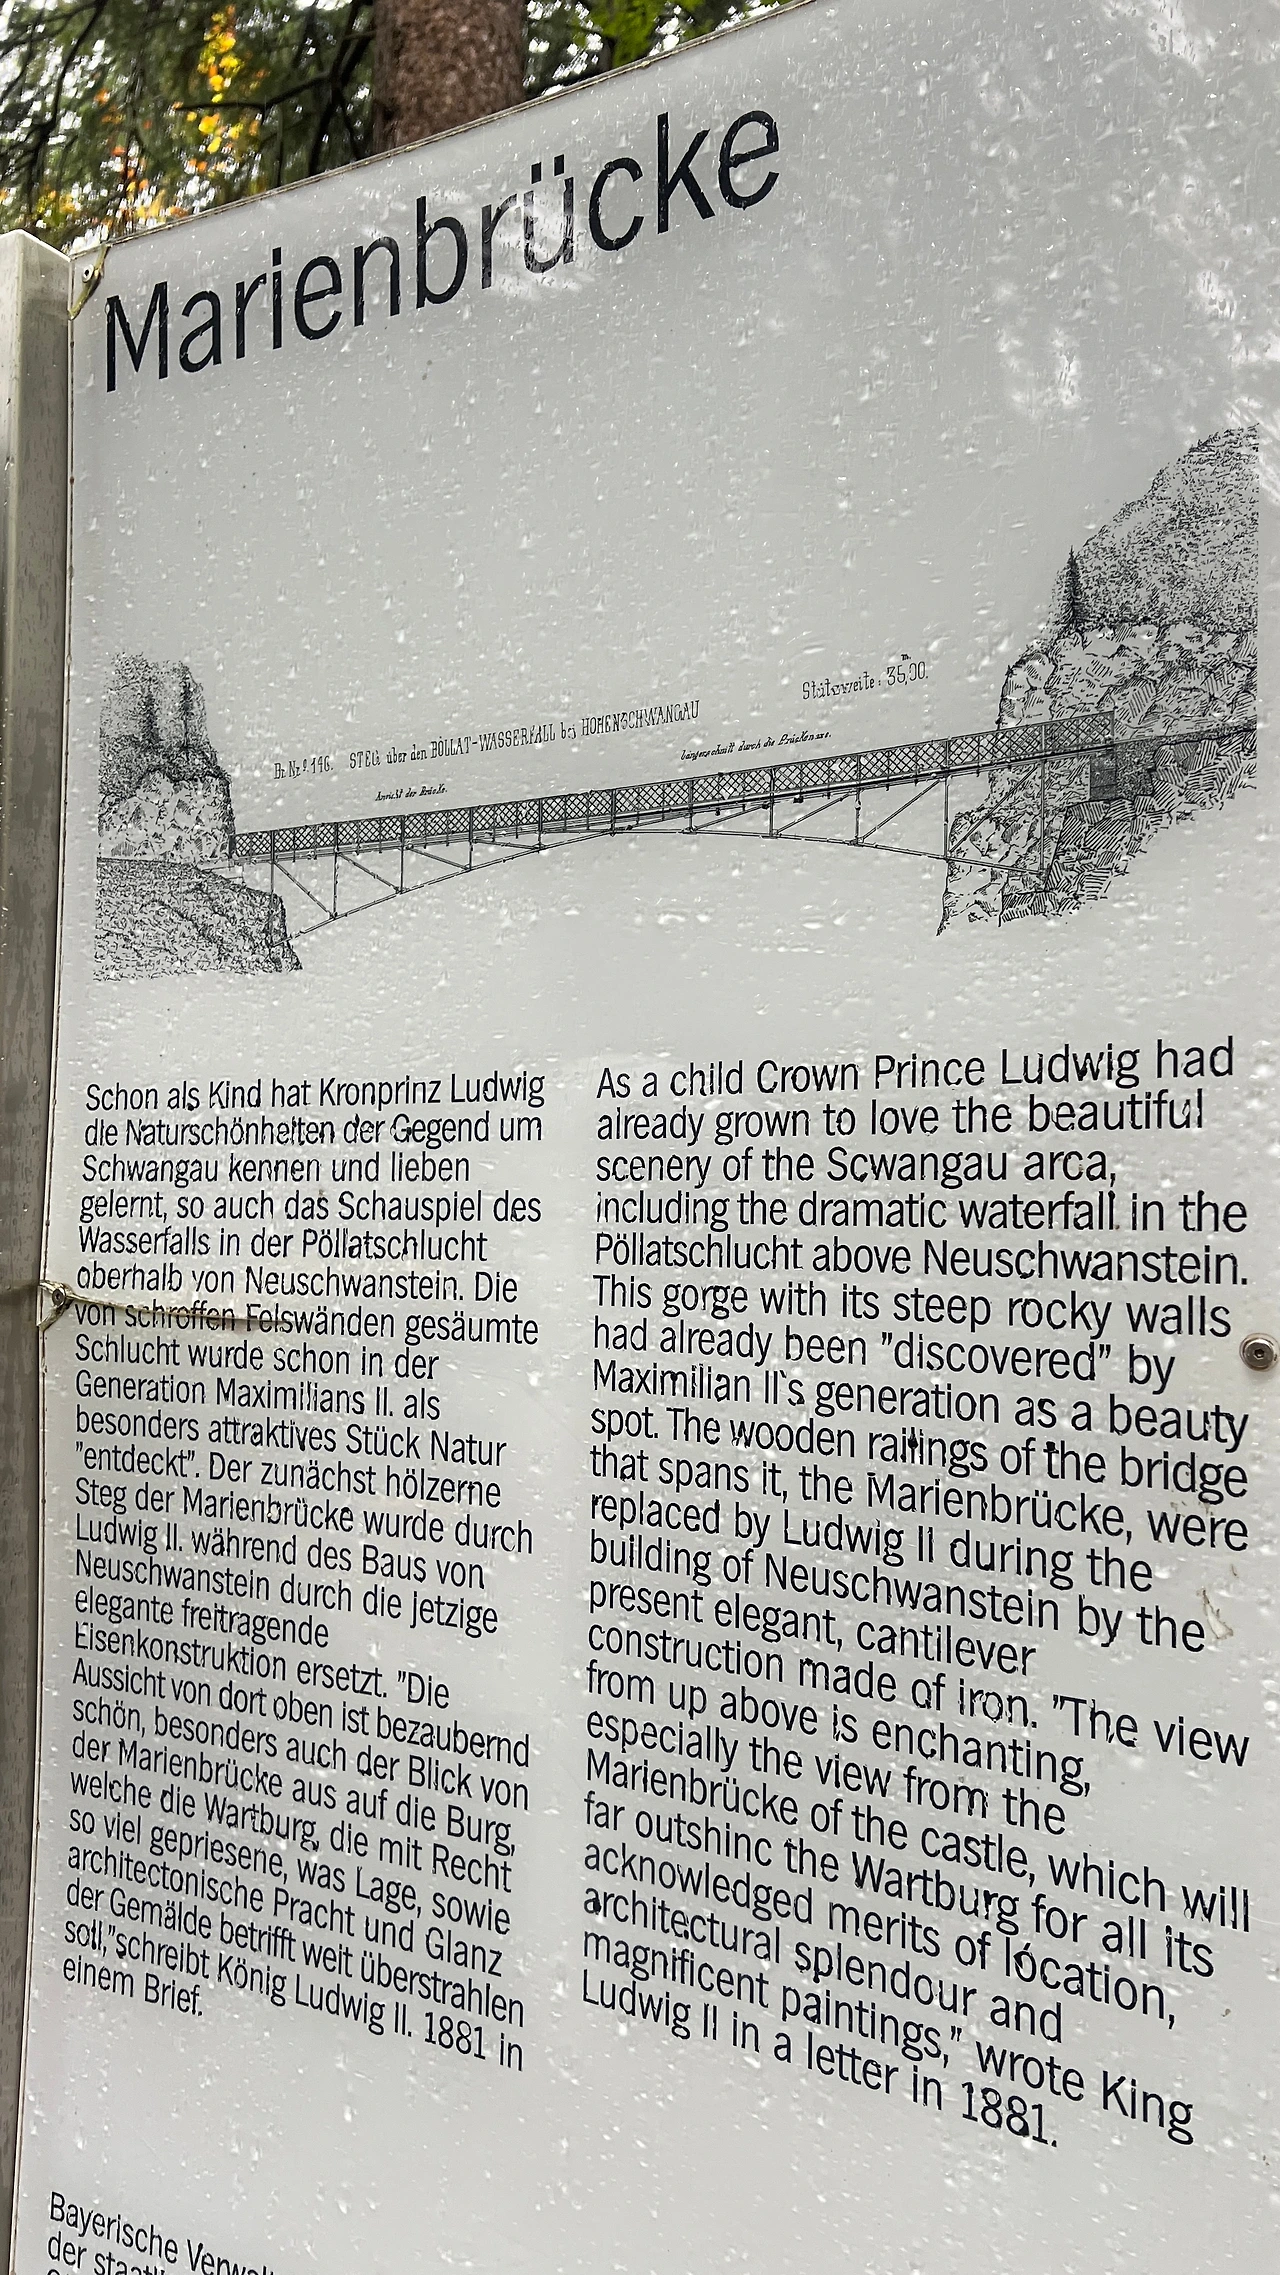 Marienbrücke
Br. Nrº 146. STEG über den BÖLLAT-WASSERFALL bei HOHENSCHWANGAU
Stützweite: 35,00. m.
Ansicht der Brücke.
Längenschnitt durch die Brückenaxe.
Schon als Kind hat Kronprinz Ludwig
die Naturschönheiten der Gegend um
Schwangau kennen und lieben
gelernt, so auch das Schauspiel des
Wasserfalls in der Pöllatschlucht
oberhalb von Neuschwanstein. Die
von schroffen Felswänden gesäumte
Schlucht wurde schon in der
Generation Maximilians II. als
besonders attraktives Stück Natur
"entdeckt". Der zunächst hölzerne
Steg der Marienbrücke wurde durch
Ludwig II. während des Baus von
Neuschwanstein durch die jetzige
elegante freitragende
Eisenkonstruktion ersetzt. "Die
Aussicht von dort oben ist bezaubernd
schön, besonders auch der Blick von
der Marienbrücke aus auf die Burg,
welche die Wartburg, die mit Recht
so viel gepriesene, was Lage, sowie
architectonische Pracht und Glanz
der Gemälde betrifft weit überstrahlen
soll,"schreibt König Ludwig II. 1881 in
einem Brief.
As a child Crown Prince Ludwig had
already grown to love the beautiful
scenery of the Scwangau area,
including the dramatic waterfall in the
Pöllatschlucht above Neuschwanstein.
This gorge with its steep rocky walls
had already been "discovered" by
Maximilian II`s generation as a beauty
spot. The wooden railings of the bridge
that spans it, the Marienbrücke, were
replaced by Ludwig II during the
building of Neuschwanstein by the
present elegant, cantilever
construction made of iron. "The view
from up above is enchanting,
especially the view from the
Marienbrücke of the castle, which will
far outshine the Wartburg for all its
acknowledged merits of location,
architectural splendour and
magnificent paintings," wrote King
Ludwig II in a letter in 1881.
Bayerische
der